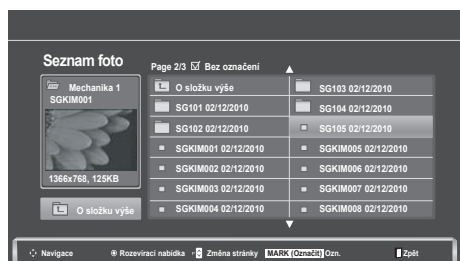 Seznam foto
Page 2/3 ☑ Bez označení
Mechanika 1
SGKIM001
1366x768, 125KB
O složku výše
O složku výše
SG101 02/12/2010
SG102 02/12/2010
SGKIM001 02/12/2010
SGKIM002 02/12/2010
SGKIM003 02/12/2010
SGKIM004 02/12/2010
SG103 02/12/2010
SG104 02/12/2010
SG105 02/12/2010
SGKIM005 02/12/2010
SGKIM006 02/12/2010
SGKIM007 02/12/2010
SGKIM008 02/12/2010
Navigace Rozevírací nabídka Změna stránky MARK (Označit) Ozn. Zpět